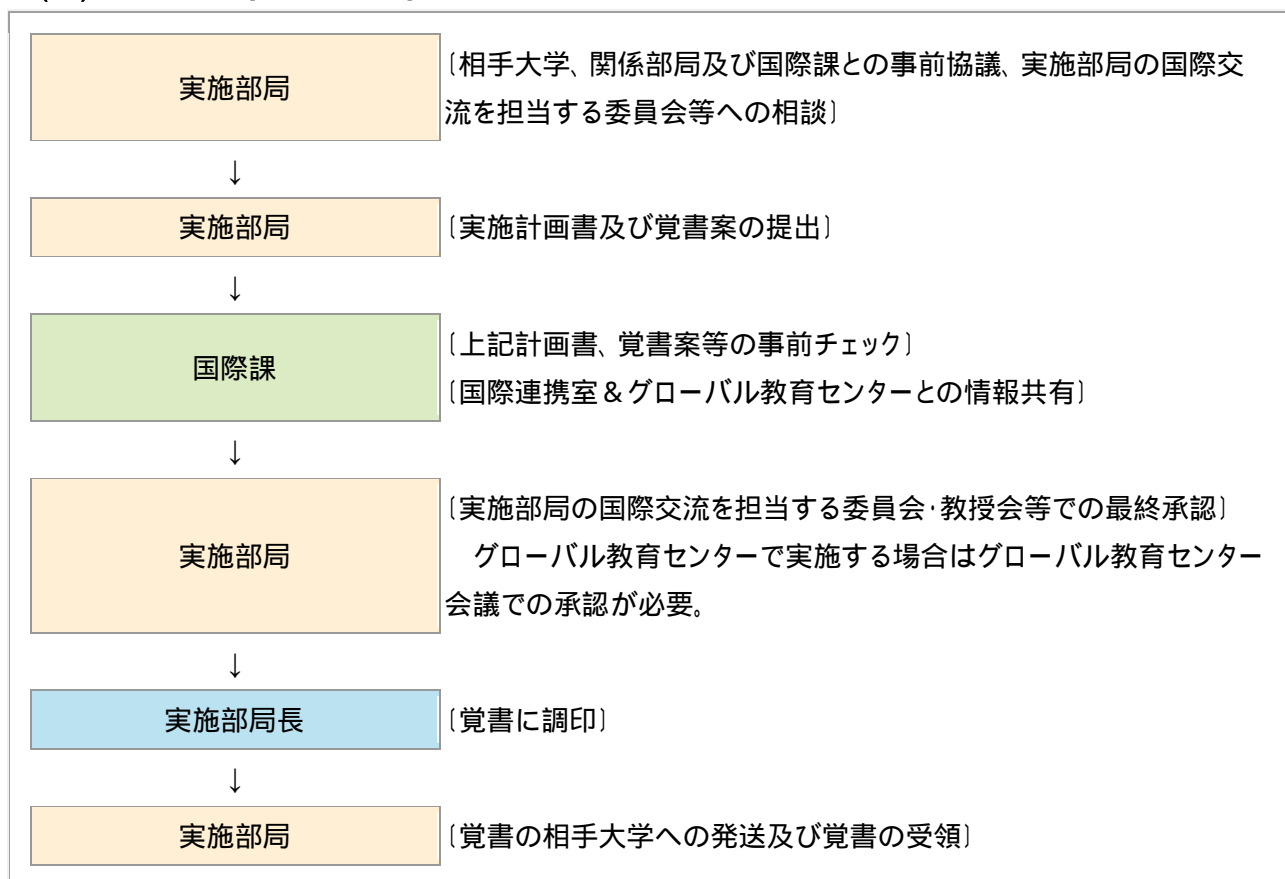 実施部局
〔相手大学、関係部局及び国際課との事前協議、実施部局の国際交
流を担当する委員会等への相談〕
↓
実施部局
〔実施計画書及び覚書案の提出〕
↓
国際課
〔上記計画書、覚書案等の事前チェック〕
〔国際連携室＆グローバル教育センターとの情報共有〕
↓
実施部局
〔実施部局の国際交流を担当する委員会・教授会等での最終承認〕
グローバル教育センターで実施する場合はグローバル教育センター
会議での承認が必要。
↓
実施部局長
〔覚書に調印〕
↓
実施部局
〔覚書の相手大学への発送及び覚書の受領〕